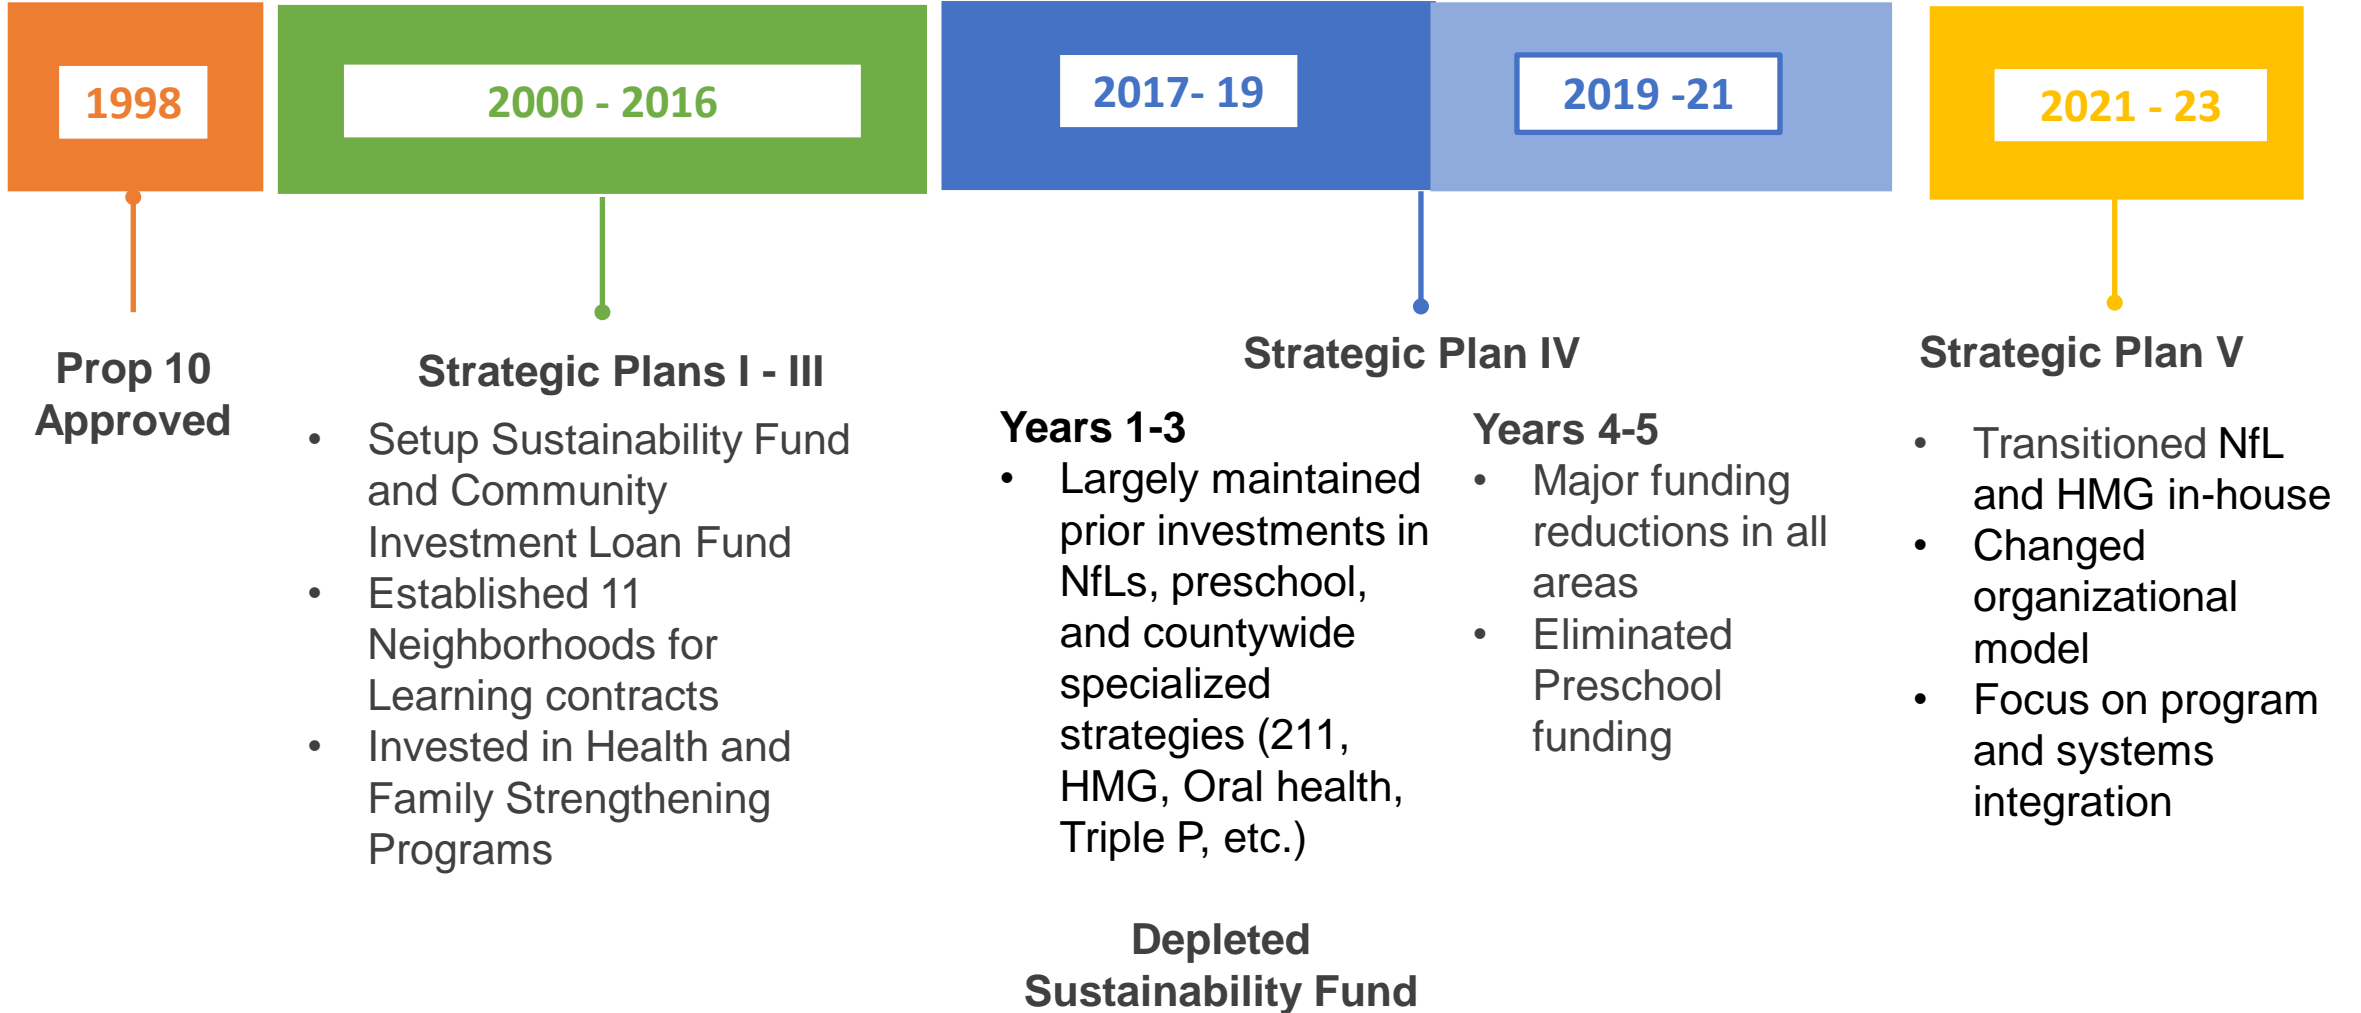 1998
2000 - 2016
2017- 19
2019 -21
2021 - 23
Prop 10
Approved
Strategic Plans I - III
• Setup Sustainability Fund
and Community
Investment Loan Fund
• Established 11
Neighborhoods for
Learning contracts
• Invested in Health and
Family Strengthening
Programs
Strategic Plan IV
Years 1-3
• Largely maintained
prior investments in
NfLs, preschool,
and countywide
specialized
strategies (211,
HMG, Oral health,
Triple P, etc.)
Depleted
Sustainability Fund
Years 4-5
• Major funding
reductions in all
areas
• Eliminated
Preschool
funding
Strategic Plan V
• Transitioned NfL
and HMG in-house
• Changed
organizational
model
• Focus on program
and systems
integration